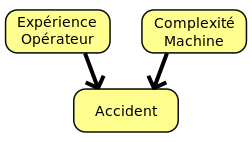 Expérience
Opérateur
Complexité
Machine
Accident